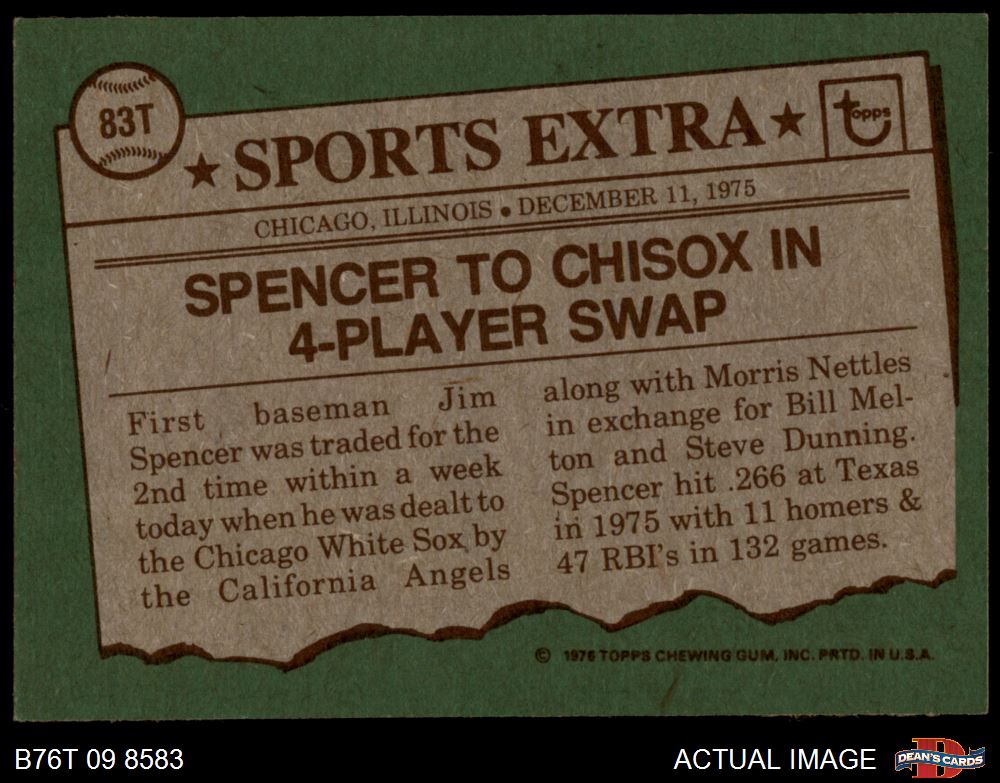 83T
★ SPORTS EXTRA ★
topps
CHICAGO, ILLINOIS • DECEMBER 11, 1975
SPENCER TO CHISOX IN
4-PLAYER SWAP
First baseman Jim
Spencer was traded for the
2nd time within a week
today when he was dealt to
the Chicago White Sox by
the California Angels
along with Morris Nettles
in exchange for Bill Mel-
ton and Steve Dunning.
Spencer hit .266 at Texas
in 1975 with 11 homers &
47 RBI's in 132 games.
© 1976 TOPPS CHEWING GUM, INC. PRTD. IN U.S.A.
B76T 09 8583
ACTUAL IMAGE
D
DEAN'S CARDS